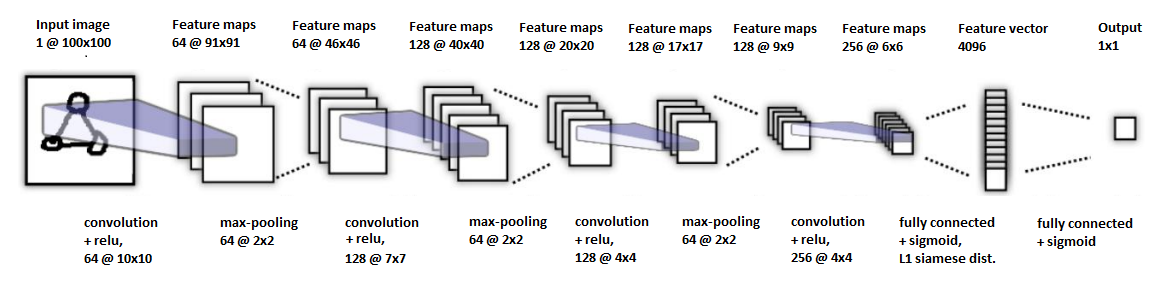 Input image
1 @ 100x100
Feature maps
64 @ 91x91
Feature maps
64 @ 46x46
Feature maps
128 @ 40x40
Feature maps
128 @ 20x20
Feature maps
128 @ 17x17
Feature maps
128 @ 9x9
Feature maps
256 @ 6x6
Feature vector
4096
Output
1x1
convolution
+ relu,
64 @ 10x10
max-pooling
64 @ 2x2
convolution
+ relu,
128 @ 7x7
max-pooling
64 @ 2x2
convolution
+ relu,
128 @ 4x4
max-pooling
64 @ 2x2
convolution
+ relu,
256 @ 4x4
fully connected
+ sigmoid,
L1 siamese dist.
fully connected
+ sigmoid